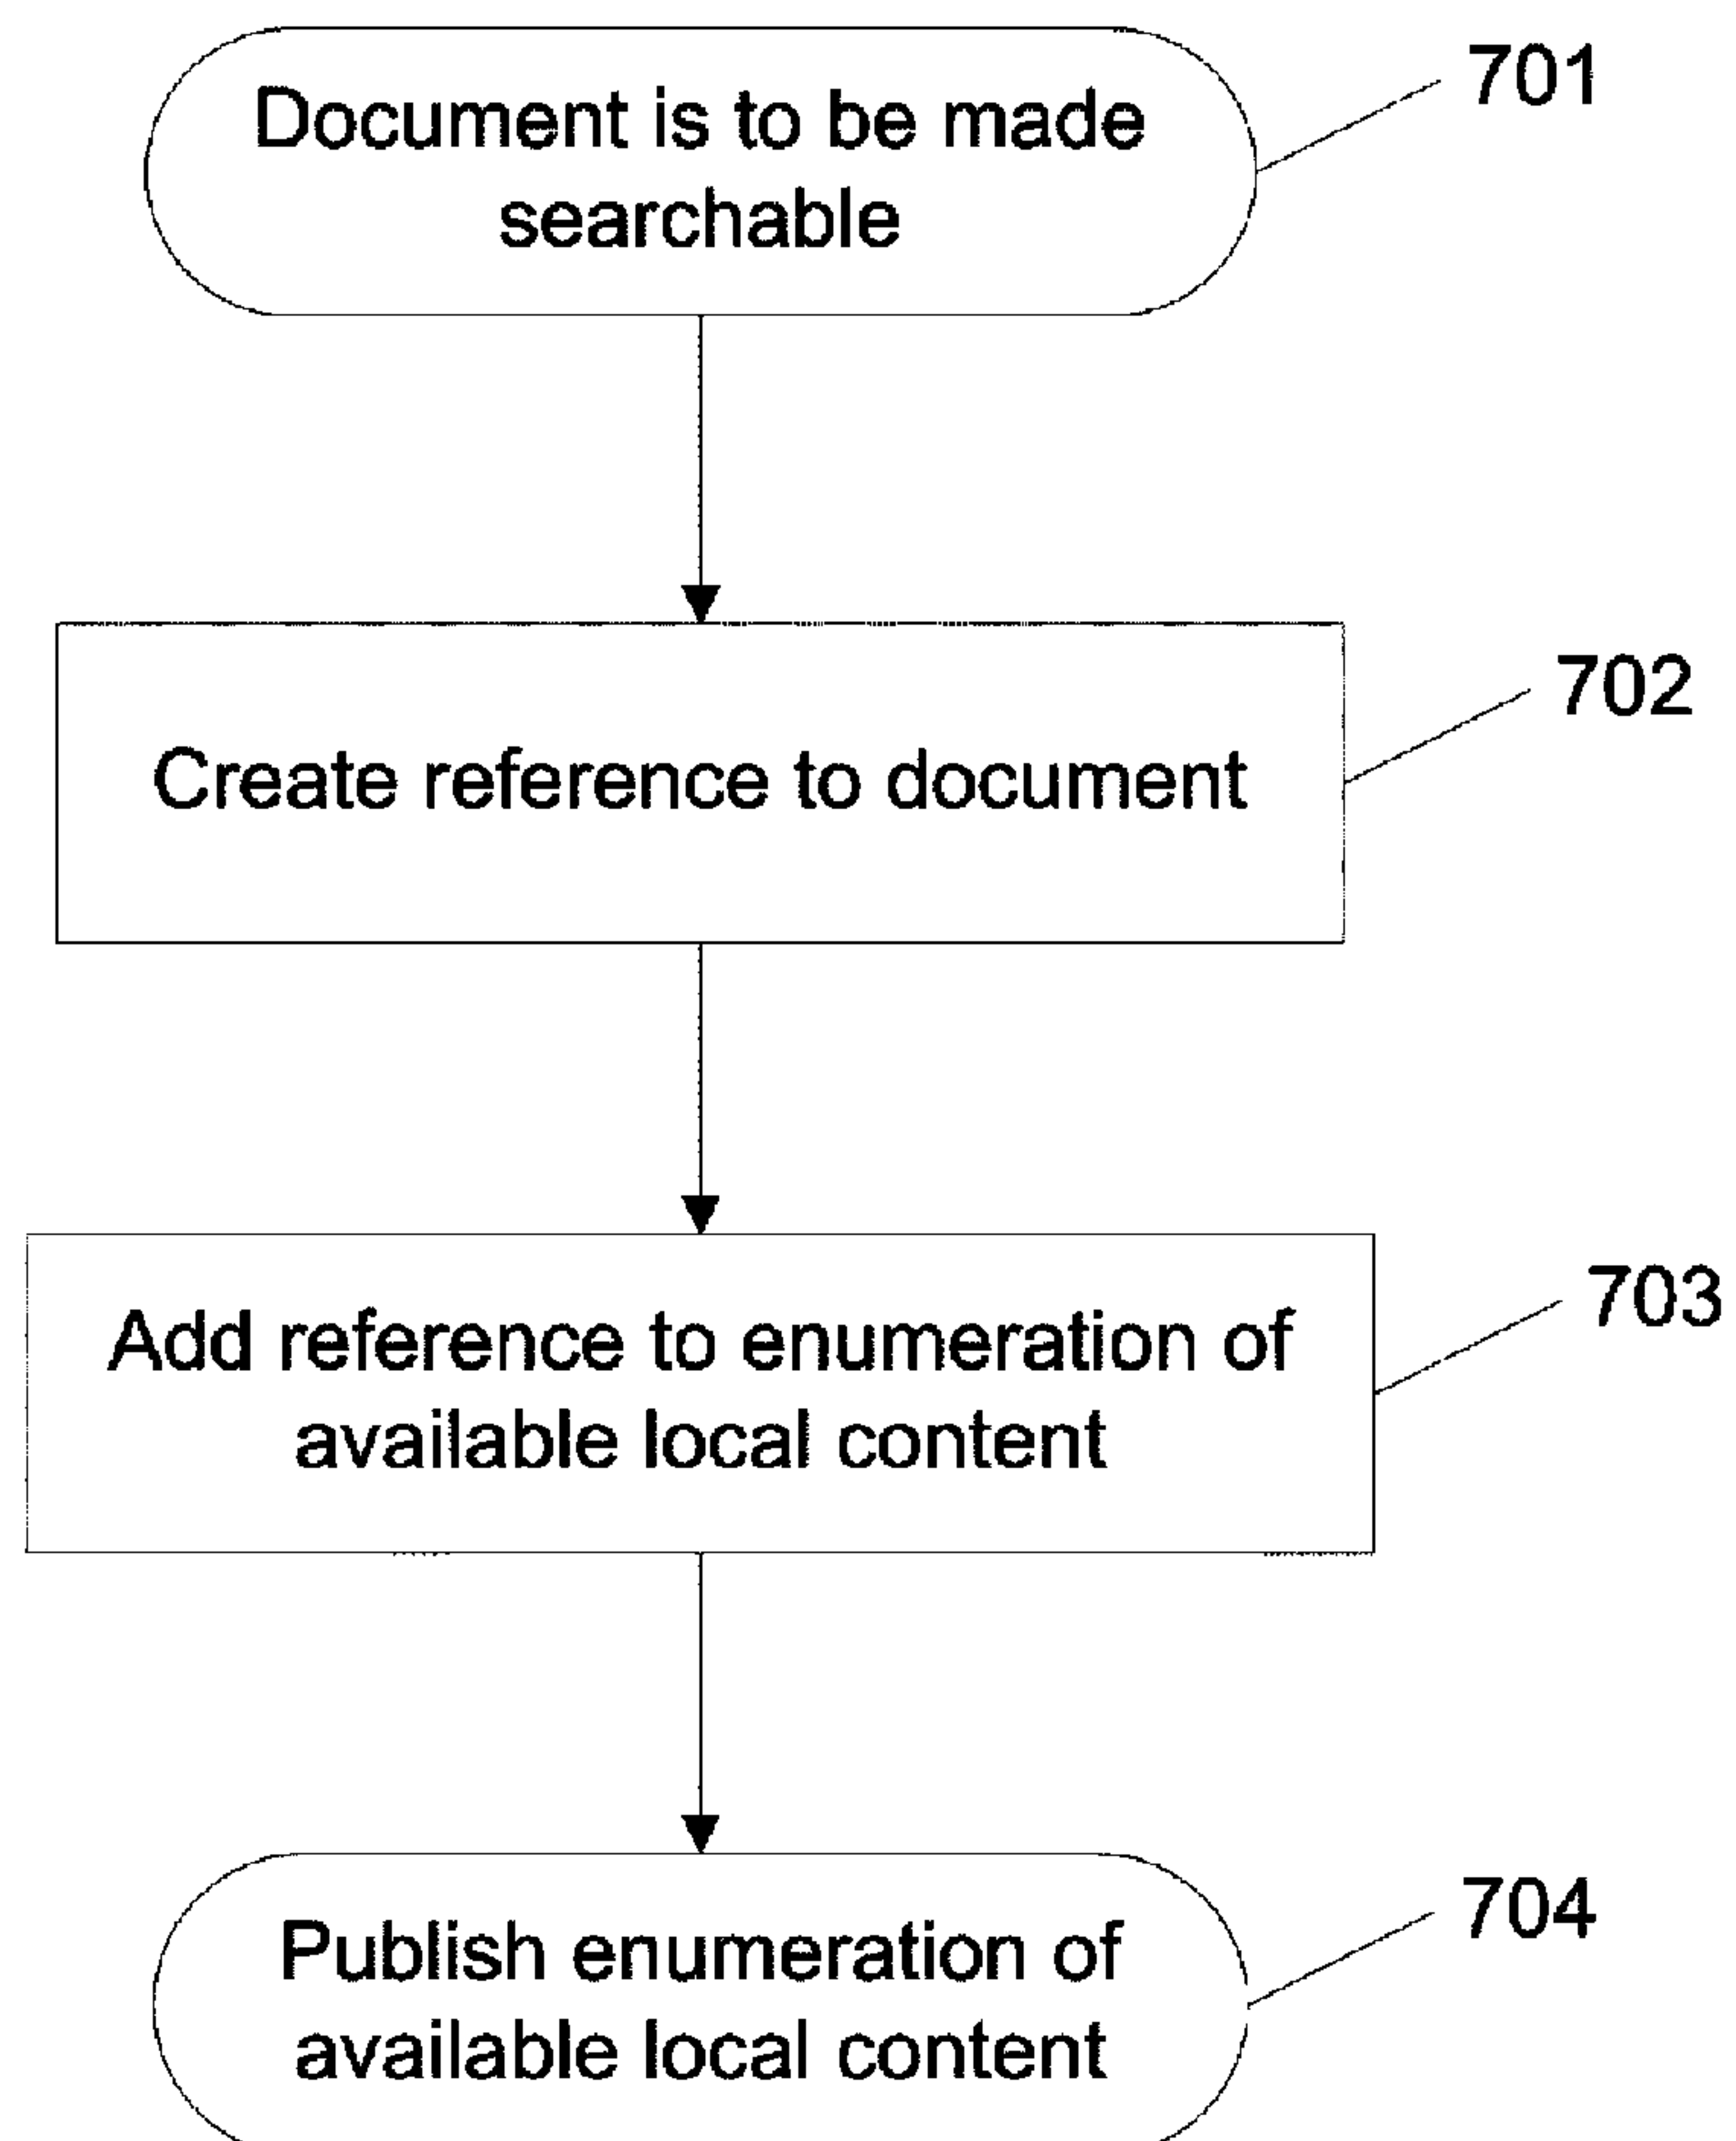 Document is to be made
searchable
701
Create reference to document
702
Add reference to enumeration of
available local content
703
Publish enumeration of
available local content
704